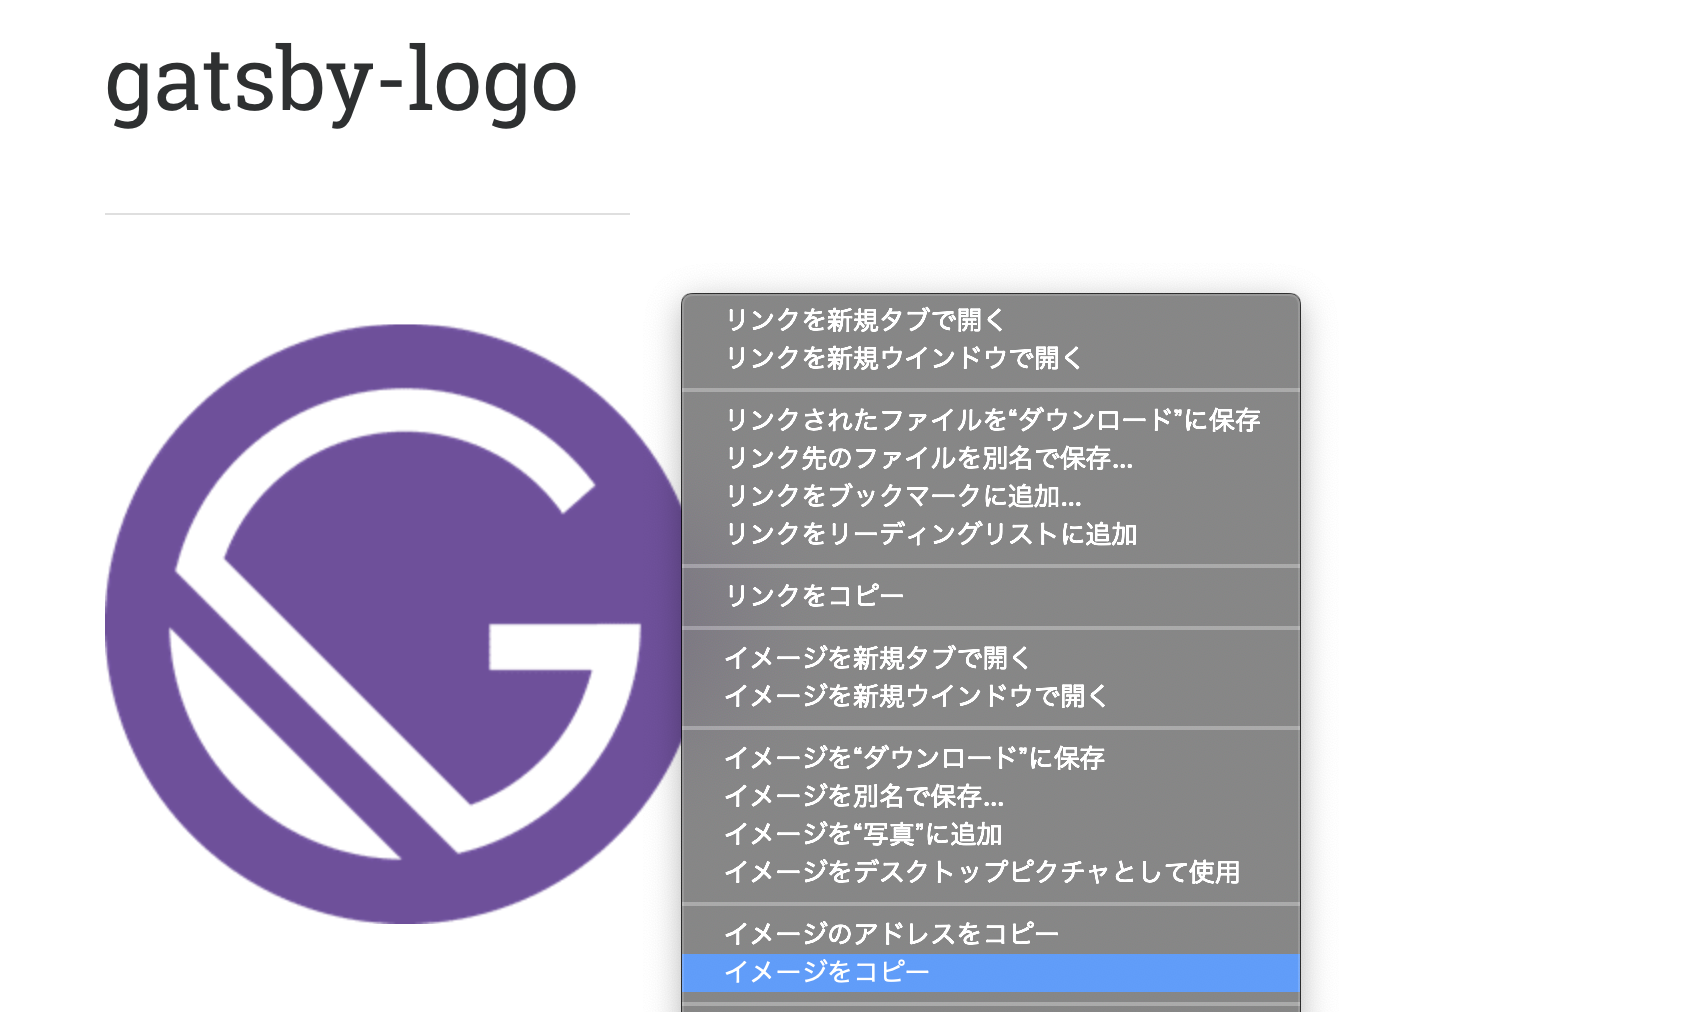 gatsby-logo
リンクを新規タブで開く
リンクを新規ウインドウで開く
リンクされたファイルを“ダウンロード”に保存
リンク先のファイルを別名で保存...
リンクをブックマークに追加...
リンクをリーディングリストに追加
リンクをコピー
イメージを新規タブで開く
イメージを新規ウインドウで開く
イメージを“ダウンロード”に保存
イメージを別名で保存...
イメージを“写真”に追加
イメージをデスクトップピクチャとして使用
イメージのアドレスをコピー
イメージをコピー